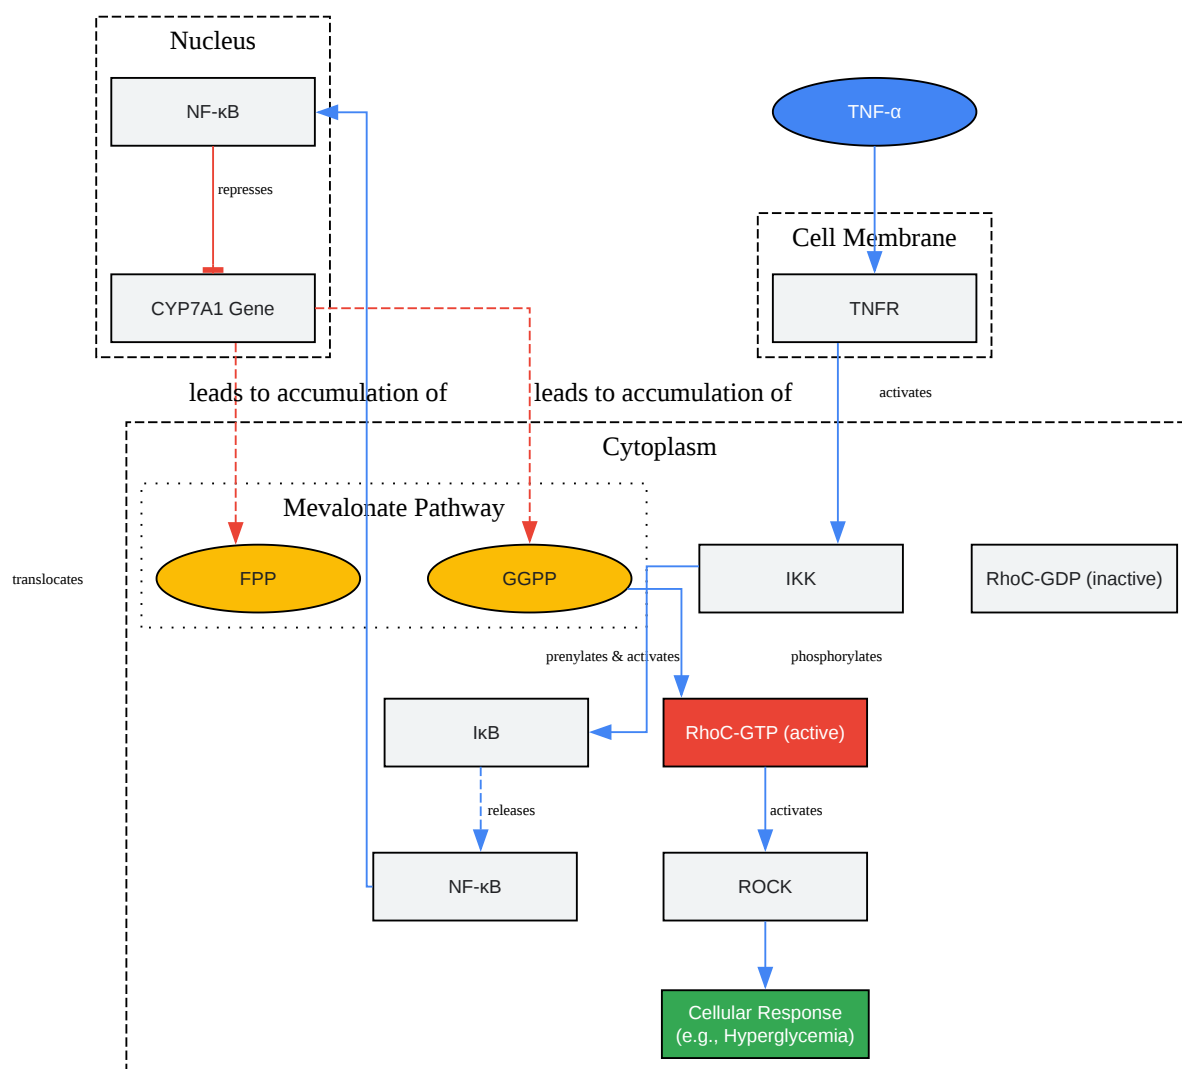 Nucleus
NF-κB
TNF-α
represses
Cell Membrane
CYP7A1 Gene
TNFR
leads to accumulation of
leads to accumulation of
activates
Cytoplasm
Mevalonate Pathway
translocates
FPP
GGPP
IKK
RhoC-GDP (inactive)
prenylates & activates
phosphorylates
IκB
RhoC-GTP (active)
releases
activates
NF-κB
ROCK
Cellular Response
(e.g., Hyperglycemia)